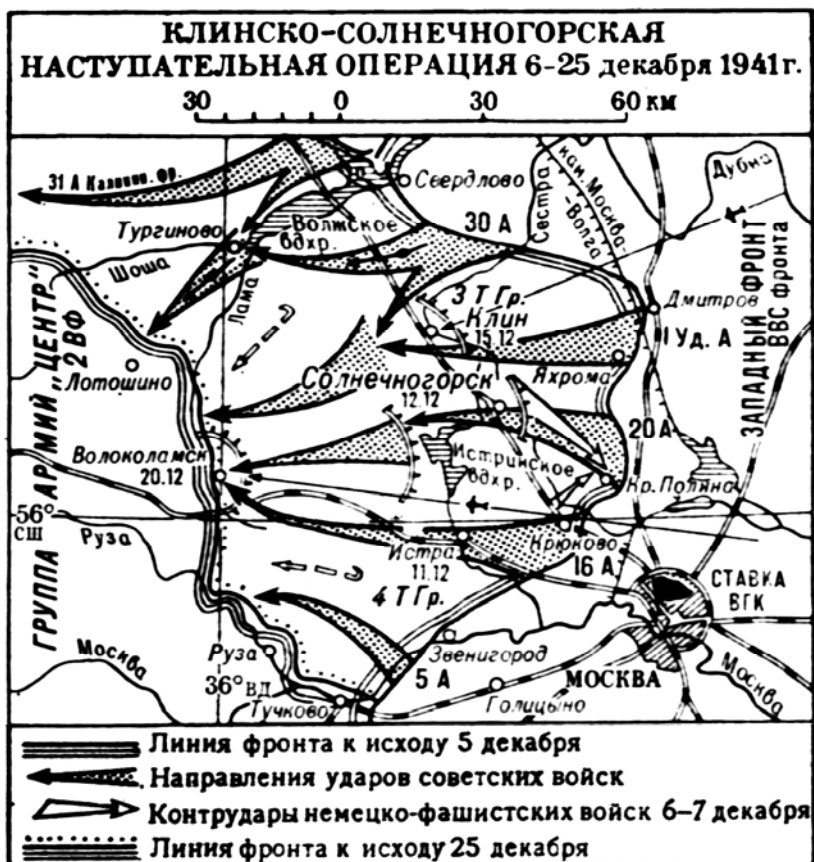 КЛИНСКО-СОЛНЕЧНОГОРСКАЯ
НАСТУПАТЕЛЬНАЯ ОПЕРАЦИЯ 6-25 декабря 1941г.
30 0 30 60 км
31 А Калинин. фр.
Свердлово
Сестра
кан. Москва-
-Волга
Дубна
Тургиново
Волжское
вдхр.
30 А
Шоша
Лама
3 Т Гр.
Клин
15.12
Дмитров
1 Уд. А
ЗАПАДНЫЙ ФРОНТ
ВВС фронта
ГРУППА АРМИЙ „ЦЕНТР"
2 ВФ
Лотошино
Яхрома
Солнечногорск
12.12
20 А
Волоколамск
20.12
Истринское
вдхр.
Кр. Поляна
56°
СШ
Руза
Истра
11.12
Крюково
16 А
4 Т Гр.
СТАВКА
ВГК
Москва
Руза
36° ВД
Звенигород
5 А
МОСКВА
Москва
Тучково
Голицыно
Линия фронта к исходу 5 декабря
Направления ударов советских войск
Контрудары немецко-фашистских войск 6–7 декабря
Линия фронта к исходу 25 декабря